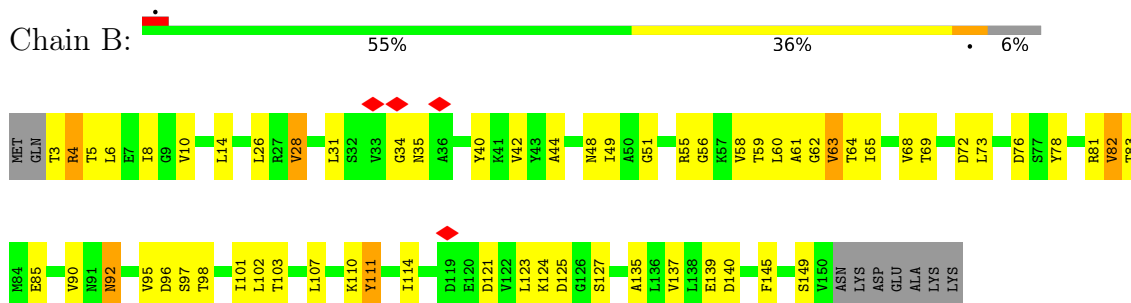 Chain B:
•
55% 36% • 6%
MET GLN T3 R4 T5 L6 E7 I8 G9 V10 L14 L26 R27 V28 L31 S32 V33 G34 N35 A36 Y40 K41 V42 Y43 A44 N48 I49 A50 G51 R55 G56 K57 V58 T59 L60 A61 G62 V63 T64 I65 V68 T69 D72 L73 D76 S77 Y78 R81 V82 T83
M84 E85 V90 N91 N92 V95 D96 S97 T98 I101 L102 T103 L107 K110 Y111 I114 D119 E120 D121 V122 L123 K124 D125 G126 S127 A135 L136 V137 L138 E139 D140 F145 S149 V150 ASN LYS ASP GLU ALA LYS LYS